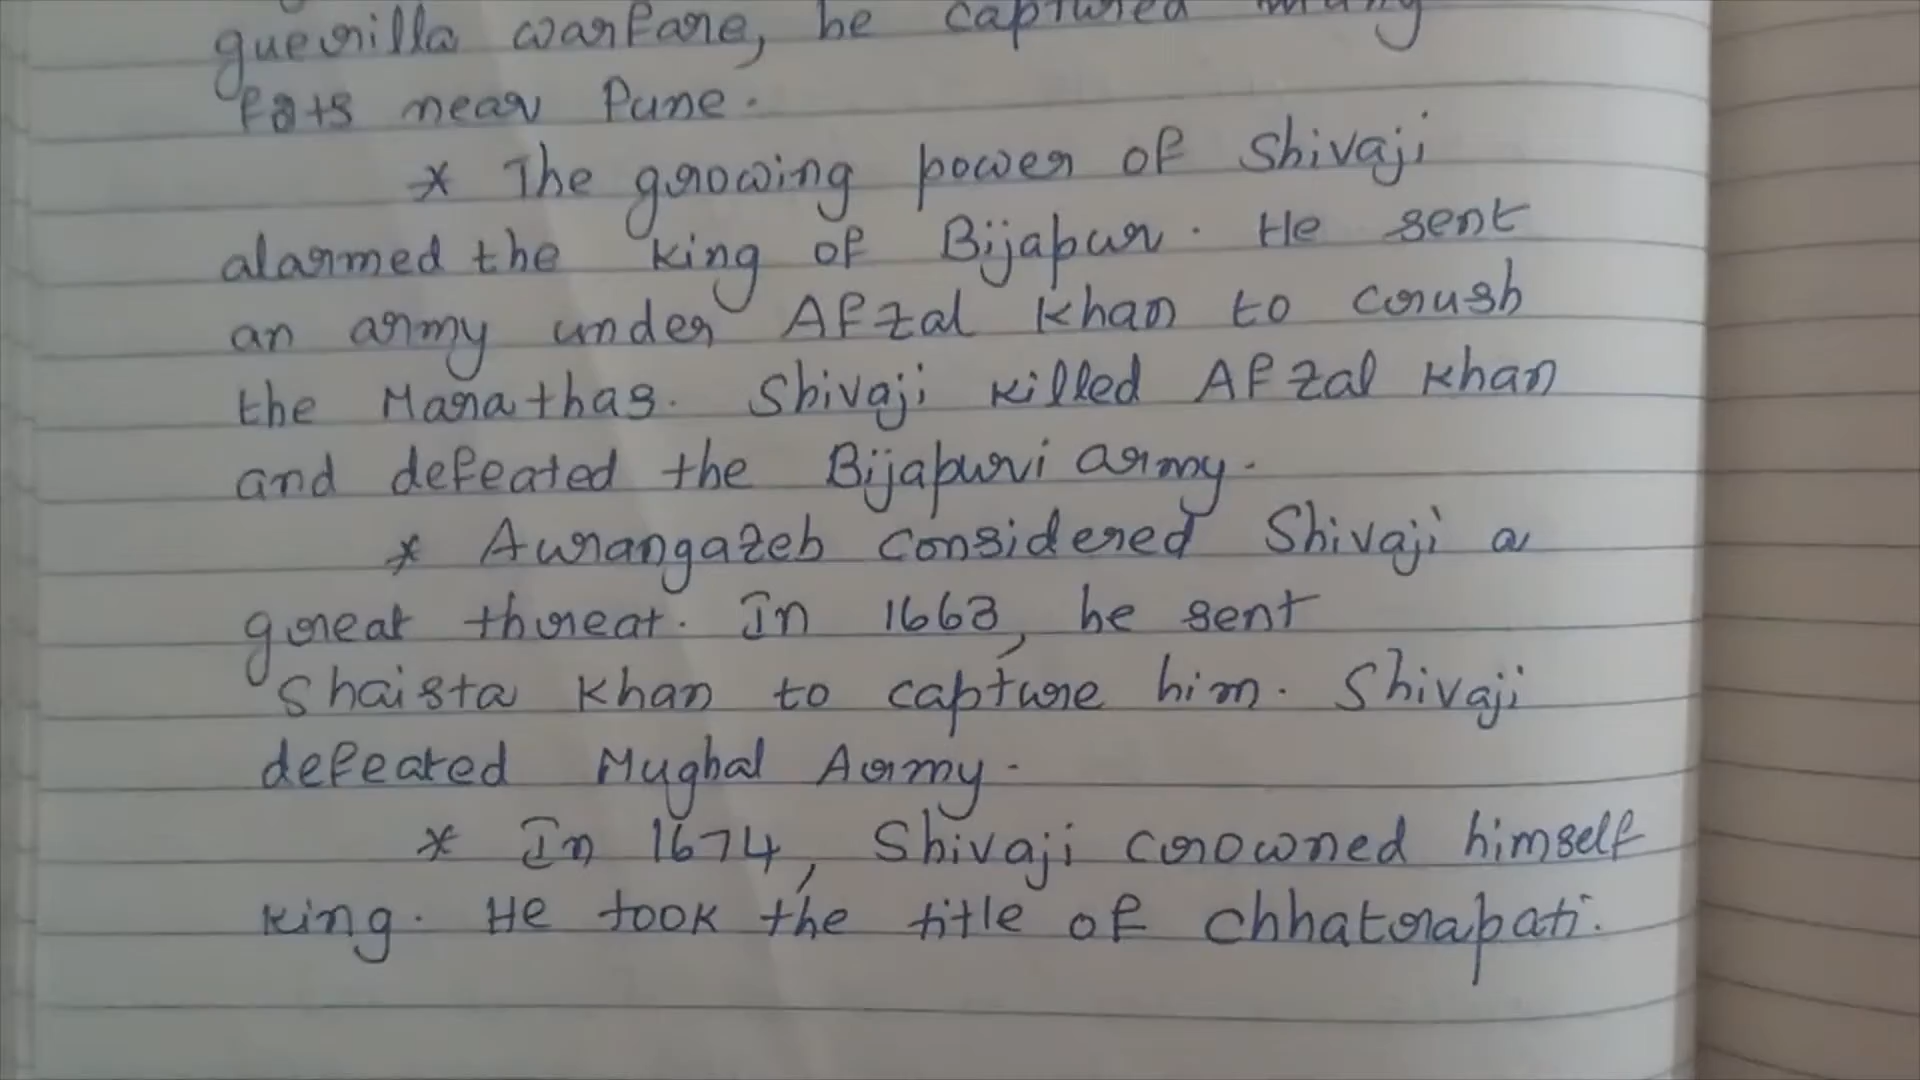 guerilla warfare, he captured many
forts near Pune.
* The growing power of Shivaji
alarmed the king of Bijapur. He sent
an army under Afzal Khan to crush
the Marathas. Shivaji killed Afzal Khan
and defeated the Bijapuri army.
* Aurangazeb considered Shivaji a
great threat. In 1663, he sent
Shaista Khan to capture him. Shivaji
defeated Mughal Army.
* In 1674, Shivaji crowned himself
king. He took the title of Chhatrapati.